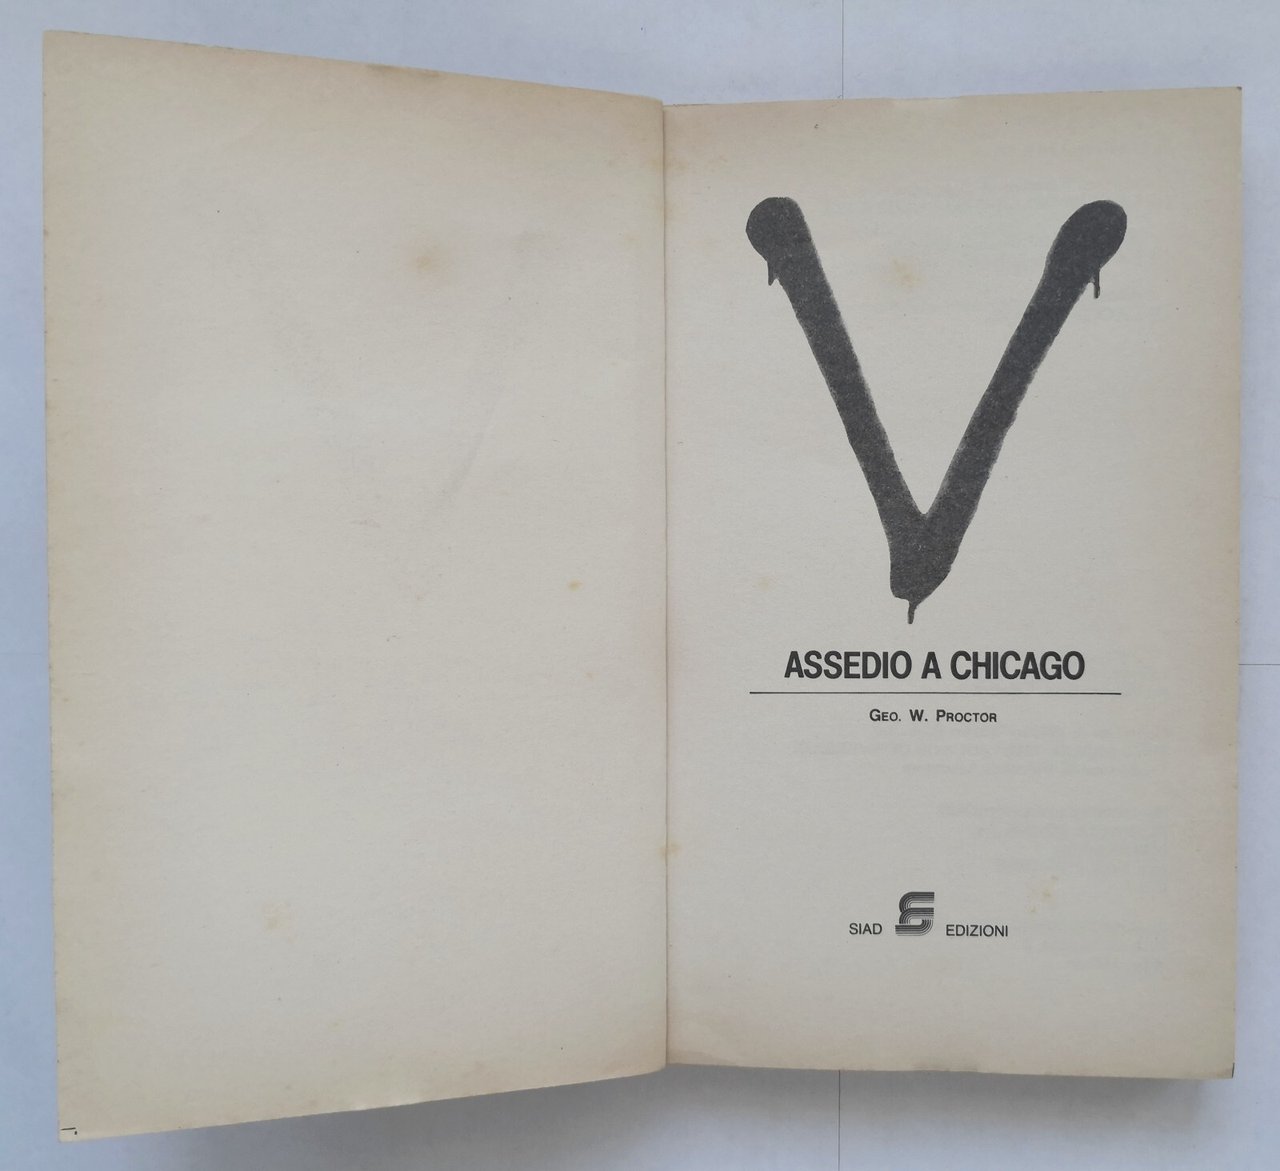 V
ASSEDIO A CHICAGO
GEO. W. PROCTOR
SIAD EDIZIONI